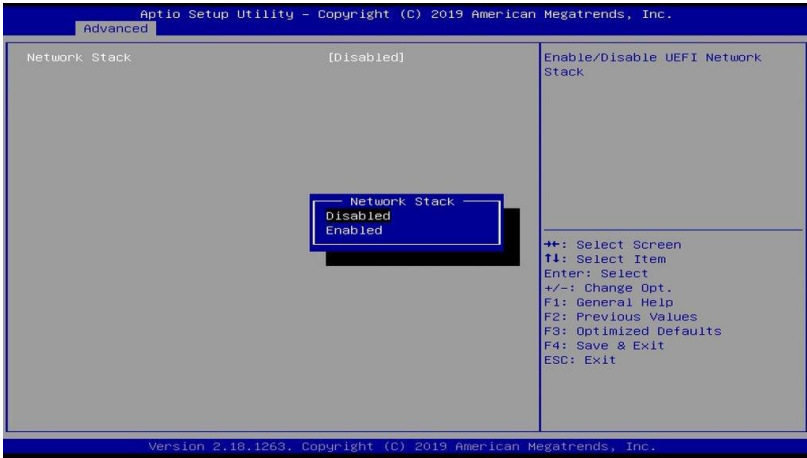 Aptio Setup Utility – Copyright (C) 2019 American Megatrends, Inc.
Advanced
Network Stack [Disabled]
Enable/Disable UEFI Network
Stack
Network Stack
Disabled
Enabled
→←: Select Screen
↑↓: Select Item
Enter: Select
+/-: Change Opt.
F1: General Help
F2: Previous Values
F3: Optimized Defaults
F4: Save & Exit
ESC: Exit
Version 2.18.1263. Copyright (C) 2019 American Megatrends, Inc.